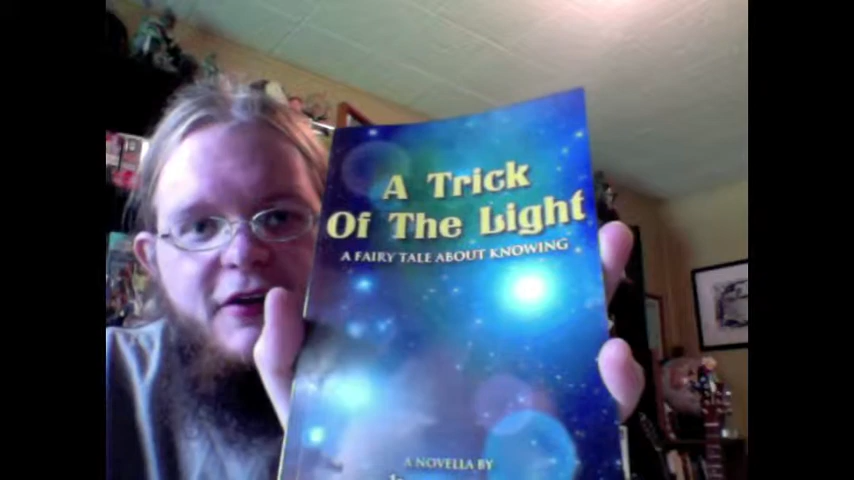 A Trick
Of The Light
A FAIRY TALE ABOUT KNOWING
A NOVELLA BY